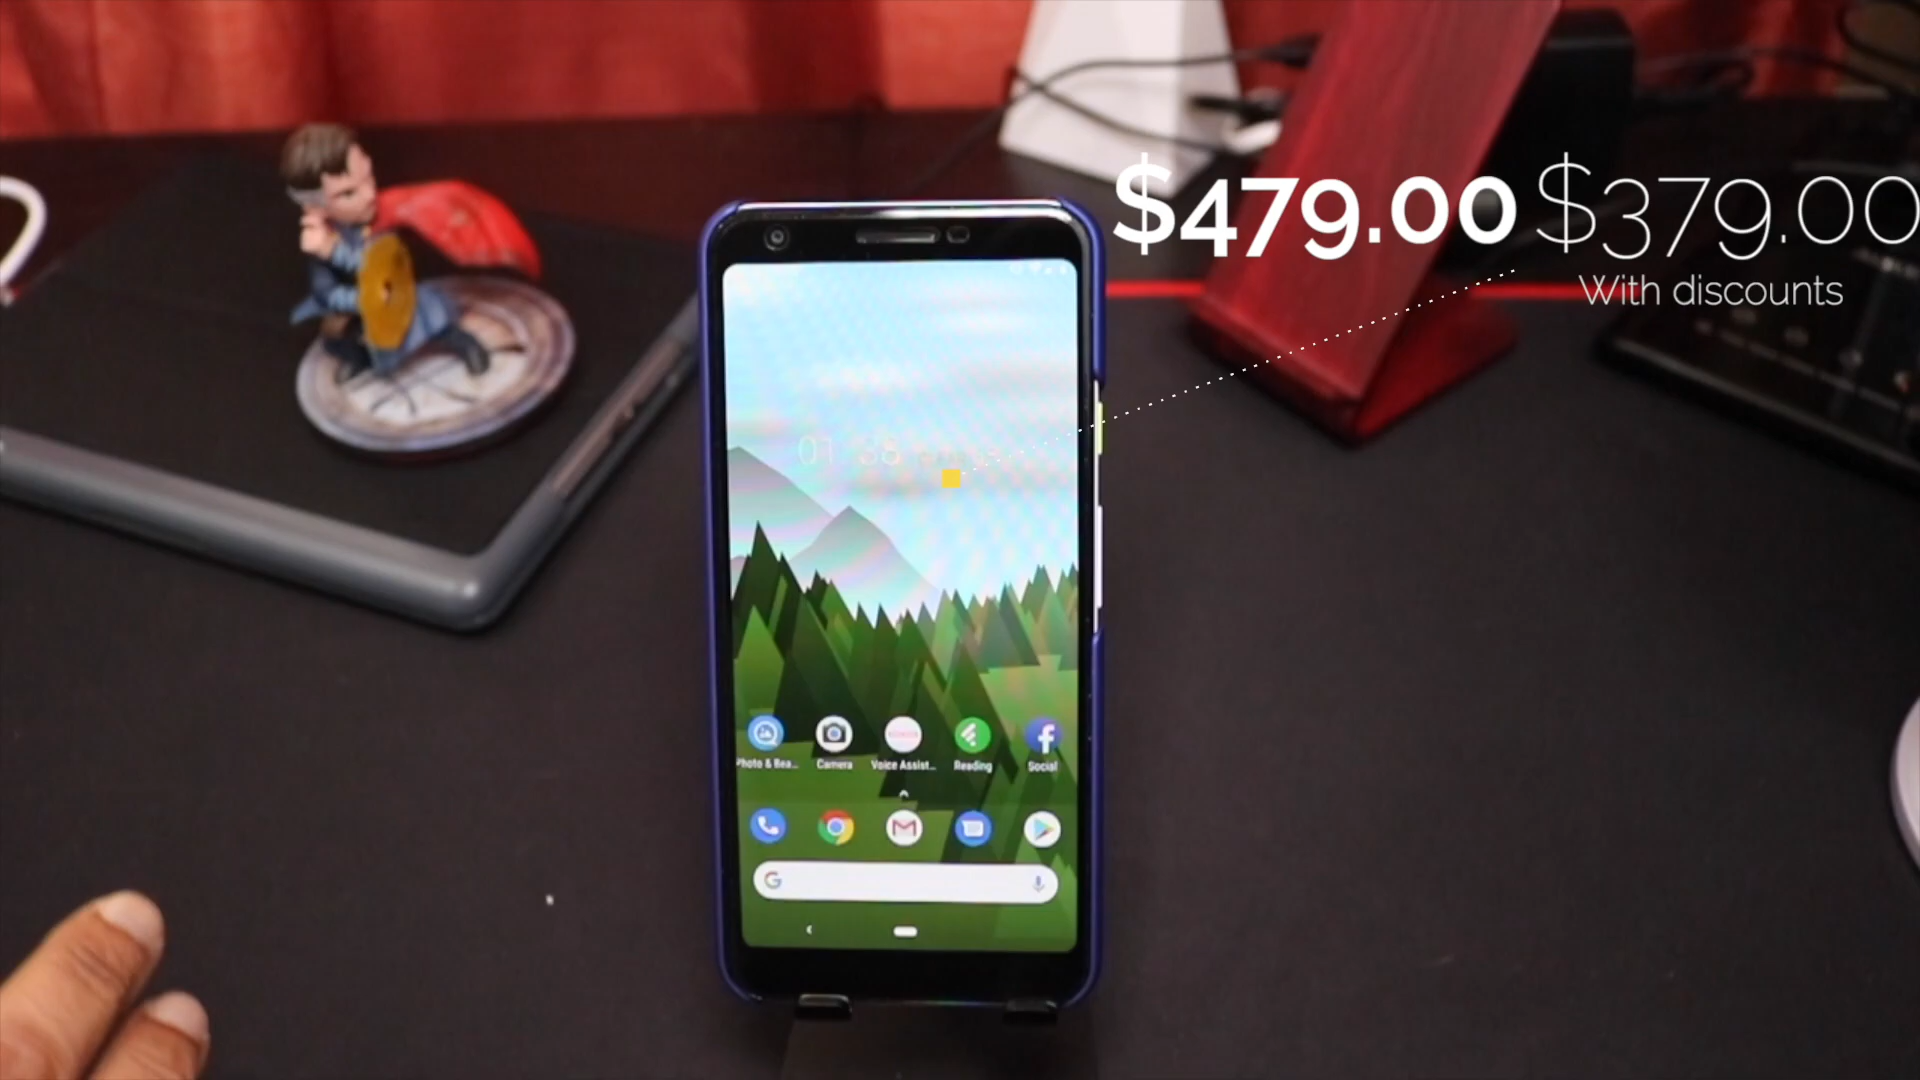 $479.00 $379.00
With discounts
Photo & Bea... Camera Voice Assist... Reading Social